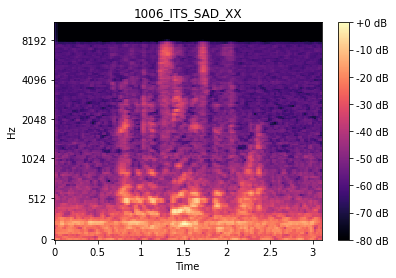 1006_ITS_SAD_XX
+0 dB
8192
-10 dB
4096
-20 dB
-30 dB
2048
Hz
-40 dB
1024
-50 dB
512
-60 dB
-70 dB
0
-80 dB
0 0.5 1 1.5 2 2.5 3
Time